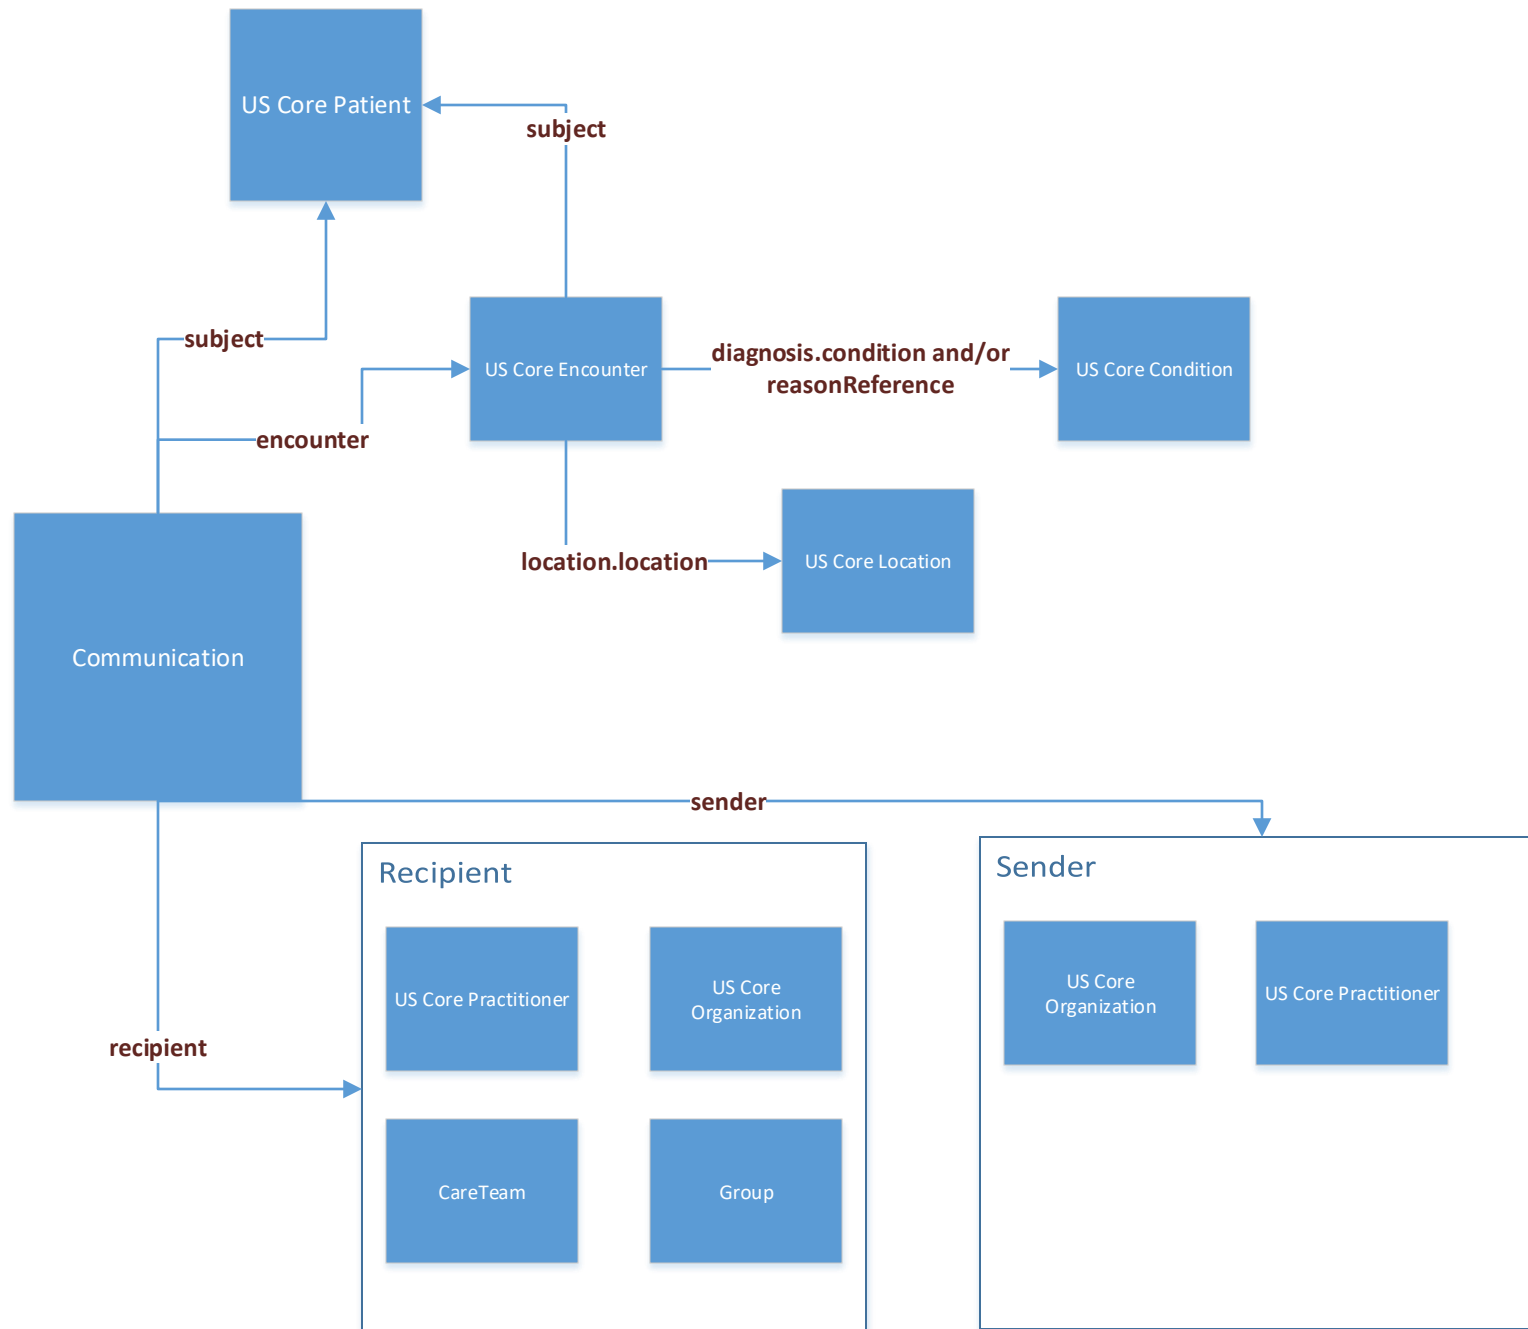 US Core Patient
subject
subject
US Core Encounter
diagnosis.condition and/or
reasonReference
US Core Condition
encounter
location.location
US Core Location
Communication
sender
Recipient
Sender
US Core Practitioner
US Core
Organization
US Core
Organization
US Core Practitioner
recipient
CareTeam
Group